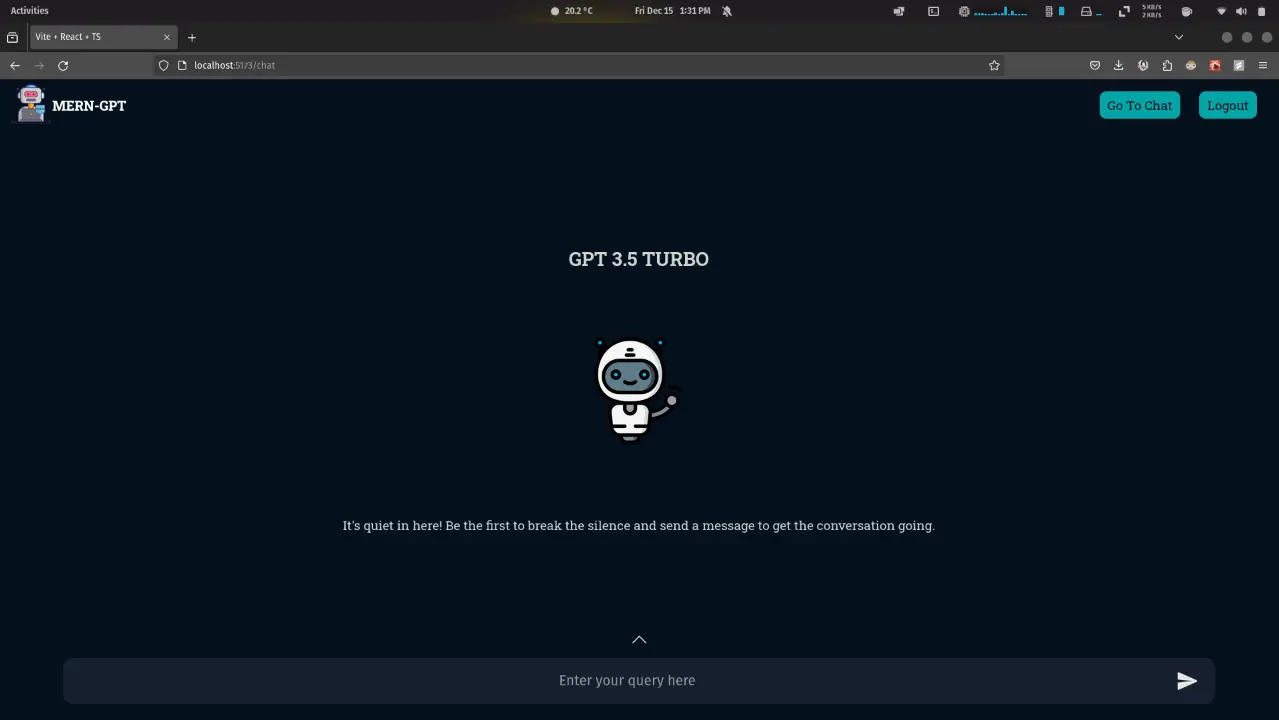 Activities
20.2 °C
Fri Dec 15 1:31 PM
5 KB/s
2 KB/s
Vite + React + TS
localhost:5173/chat
MERN-GPT
Go To Chat
Logout
GPT 3.5 TURBO
It's quiet in here! Be the first to break the silence and send a message to get the conversation going.
Enter your query here